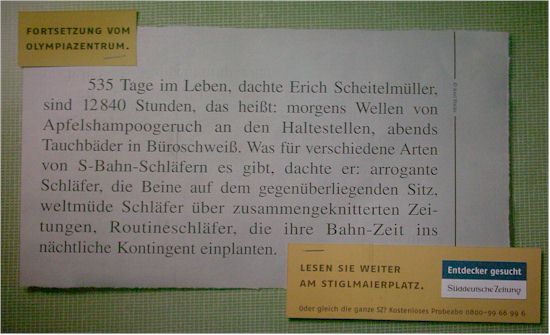 FORTSETZUNG VOM
OLYMPIAZENTRUM.
535 Tage im Leben, dachte Erich Scheitelmüller,
sind 12 840 Stunden, das heißt: morgens Wellen von
Apfelshampoogeruch an den Haltestellen, abends
Tauchbäder in Büroschweiß. Was für verschiedene Arten
von S-Bahn-Schläfern es gibt, dachte er: arrogante
Schläfer, die Beine auf dem gegenüberliegenden Sitz,
weltmüde Schläfer über zusammengeknitterten Zei-
tungen, Routineschläfer, die ihre Bahn-Zeit ins
nächtliche Kontingent einplanten.
LESEN SIE WEITER
AM STIGLMAIERPLATZ.
Entdecker gesucht
Süddeutsche Zeitung
Oder gleich die ganze SZ? Kostenloses Probeabo 0800–99 66 99 6